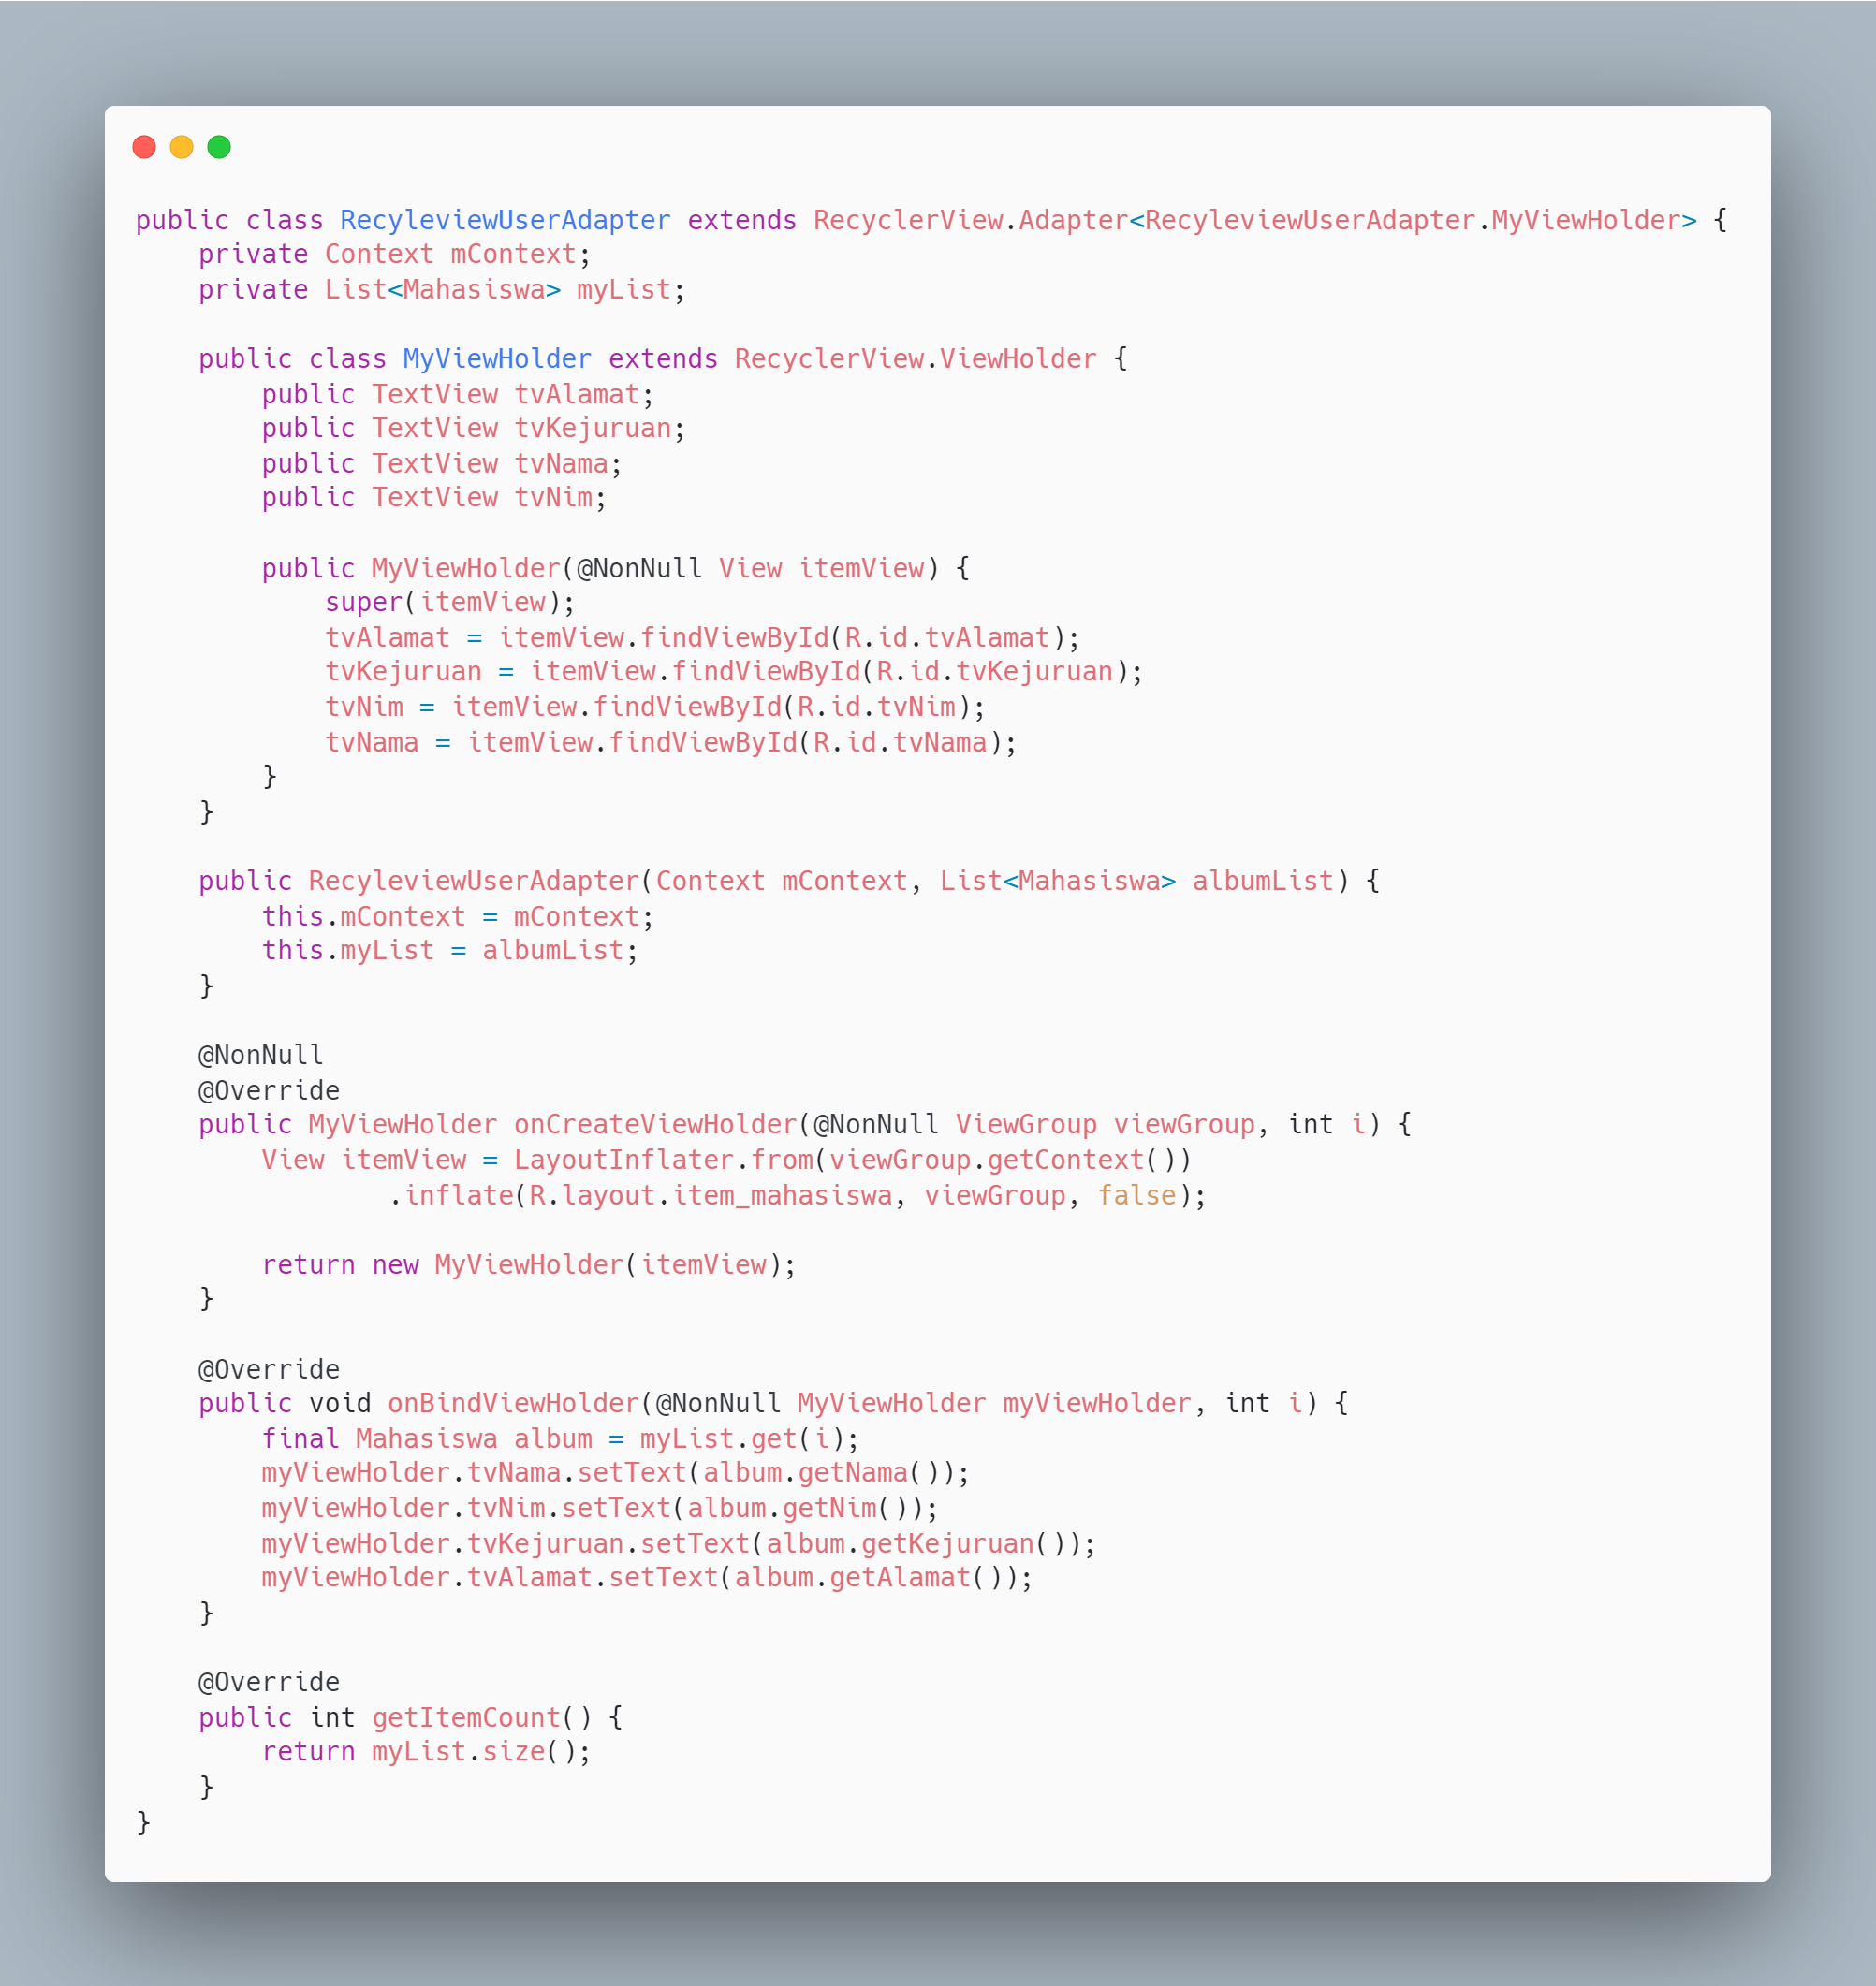 public class RecyleviewUserAdapter extends RecyclerView.Adapter<RecyleviewUserAdapter.MyViewHolder> {
    private Context mContext;
    private List<Mahasiswa> myList;

    public class MyViewHolder extends RecyclerView.ViewHolder {
        public TextView tvAlamat;
        public TextView tvKejuruan;
        public TextView tvNama;
        public TextView tvNim;

        public MyViewHolder(@NonNull View itemView) {
            super(itemView);
            tvAlamat = itemView.findViewById(R.id.tvAlamat);
            tvKejuruan = itemView.findViewById(R.id.tvKejuruan);
            tvNim = itemView.findViewById(R.id.tvNim);
            tvNama = itemView.findViewById(R.id.tvNama);
        }
    }

    public RecyleviewUserAdapter(Context mContext, List<Mahasiswa> albumList) {
        this.mContext = mContext;
        this.myList = albumList;
    }

    @NonNull
    @Override
    public MyViewHolder onCreateViewHolder(@NonNull ViewGroup viewGroup, int i) {
        View itemView = LayoutInflater.from(viewGroup.getContext())
                .inflate(R.layout.item_mahasiswa, viewGroup, false);

        return new MyViewHolder(itemView);
    }

    @Override
    public void onBindViewHolder(@NonNull MyViewHolder myViewHolder, int i) {
        final Mahasiswa album = myList.get(i);
        myViewHolder.tvNama.setText(album.getNama());
        myViewHolder.tvNim.setText(album.getNim());
        myViewHolder.tvKejuruan.setText(album.getKejuruan());
        myViewHolder.tvAlamat.setText(album.getAlamat());
    }

    @Override
    public int getItemCount() {
        return myList.size();
    }
}